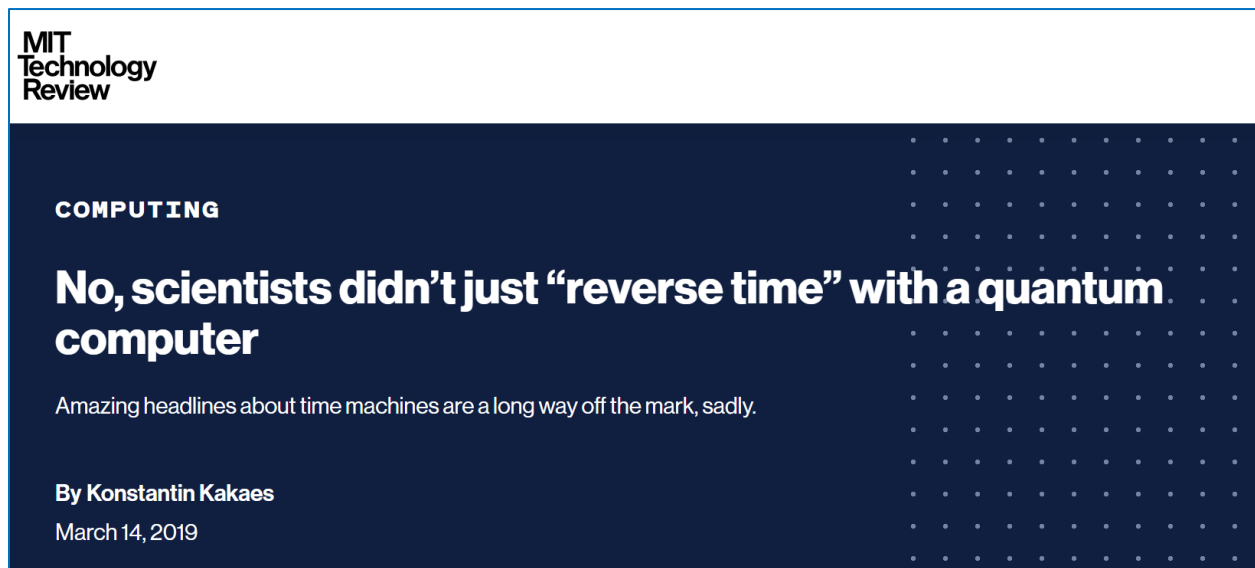 MIT
Technology
Review
COMPUTING
No, scientists didn’t just “reverse time” with a quantum
computer
Amazing headlines about time machines are a long way off the mark, sadly.
By Konstantin Kakaes
March 14, 2019